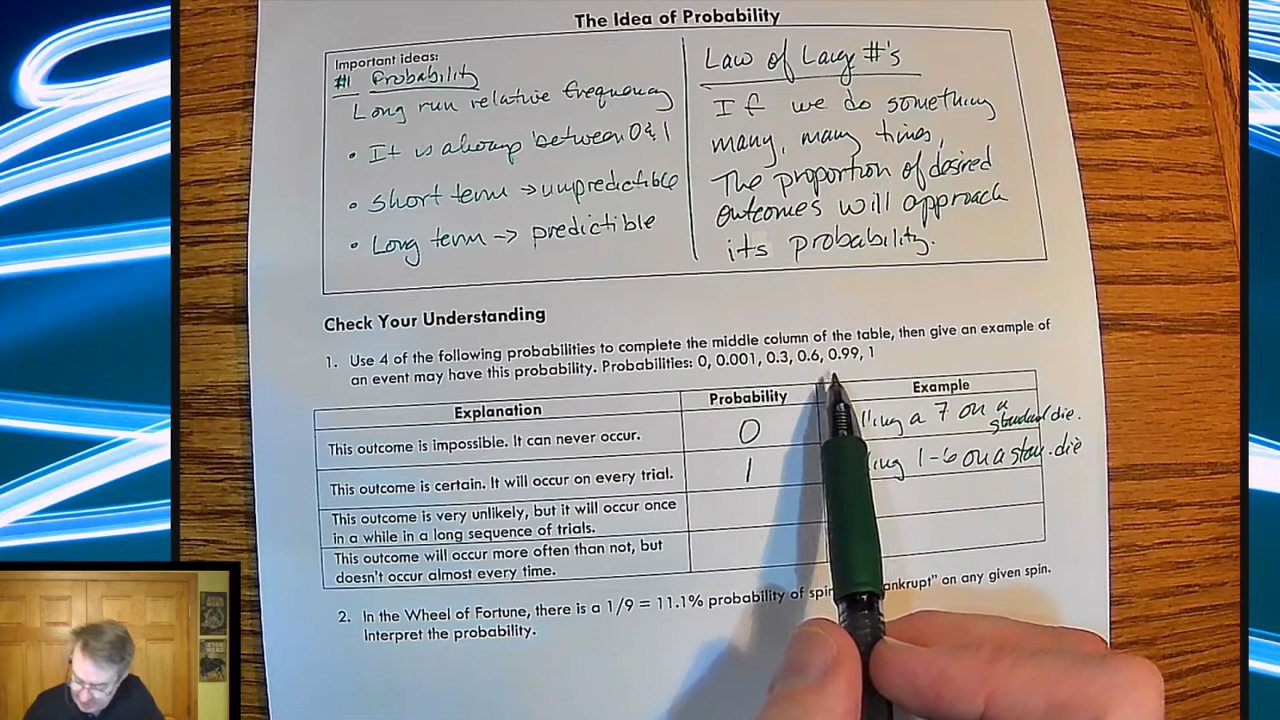 The Idea of Probability
Important ideas:
#1 Probability
Long run relative frequency
• It is always between 0 & 1
• short term → unpredictible
• Long term → predictible
Law of Large #'s
If we do something
many, many times,
The proportion of desired
outcomes will approach
its probability.
Check Your Understanding
1. Use 4 of the following probabilities to complete the middle column of the table, then give an example of
an event may have this probability. Probabilities: 0, 0.001, 0.3, 0.6, 0.99, 1
Explanation Probability Example
This outcome is impossible. It can never occur. 0 a 7 on a
standard die.
This outcome is certain. It will occur on every trial. 1 1-6 on a stan. die
This outcome is very unlikely, but it will occur once
in a while in a long sequence of trials.
This outcome will occur more often than not, but
doesn't occur almost every time.
2. In the Wheel of Fortune, there is a 1/9 = 11.1% probability of on any given spin.
Interpret the probability.